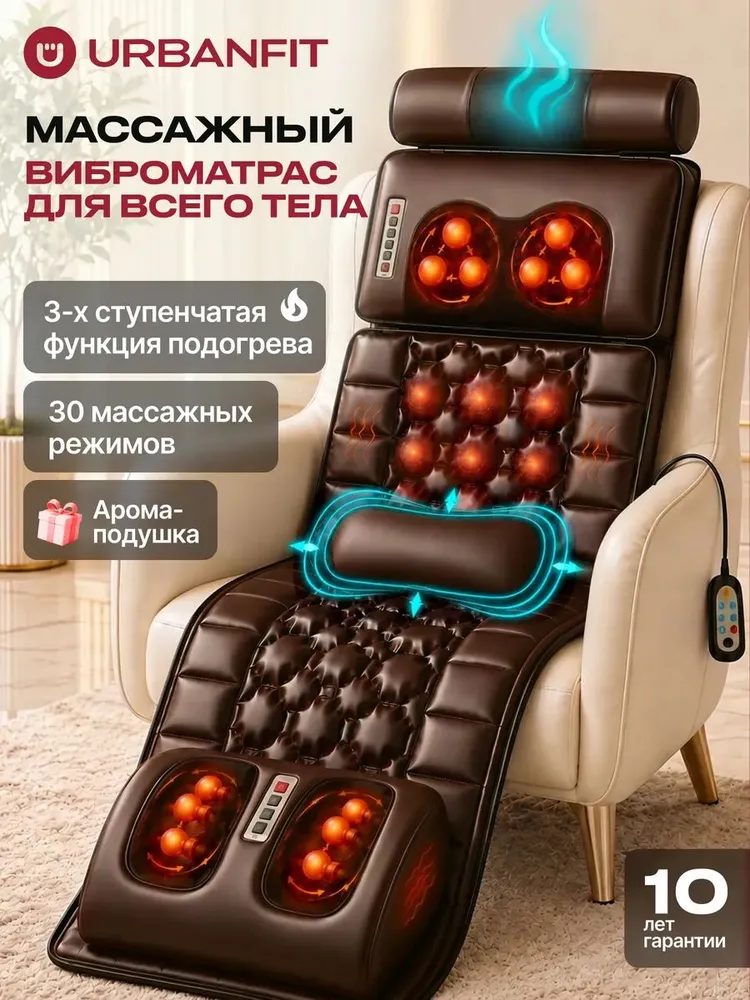 URBANFIT
МАССАЖНЫЙ
ВИБРОМАТРАС
ДЛЯ ВСЕГО ТЕЛА
3-х ступенчатая
функция подогрева
30 массажных
режимов
Арома-
подушка
10
лет
гарантии